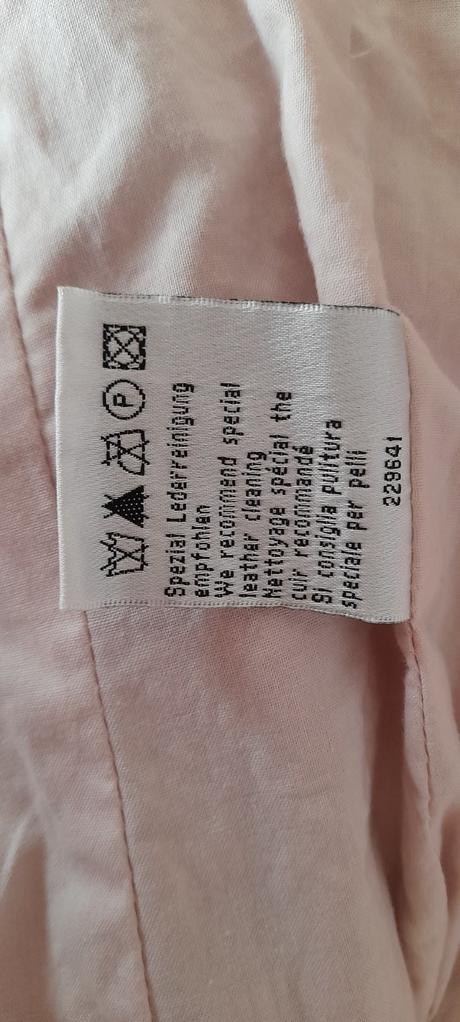 P
Spezial Lederreinigung
empfohlen
We recommend special
leather cleaning
Nettoyage spécial the
cuir recommandé
Si consiglia pulitura
speciale per pelli
229641